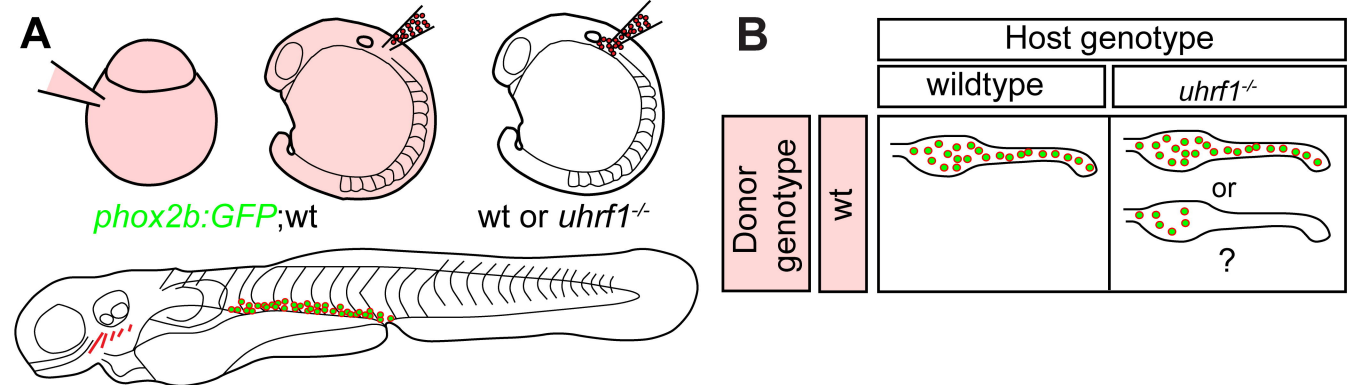 A
phox2b:GFP;wt
wt or uhrf1-/-
B
Host genotype
wildtype
uhrf1-/-
Donor
genotype
wt
or
?